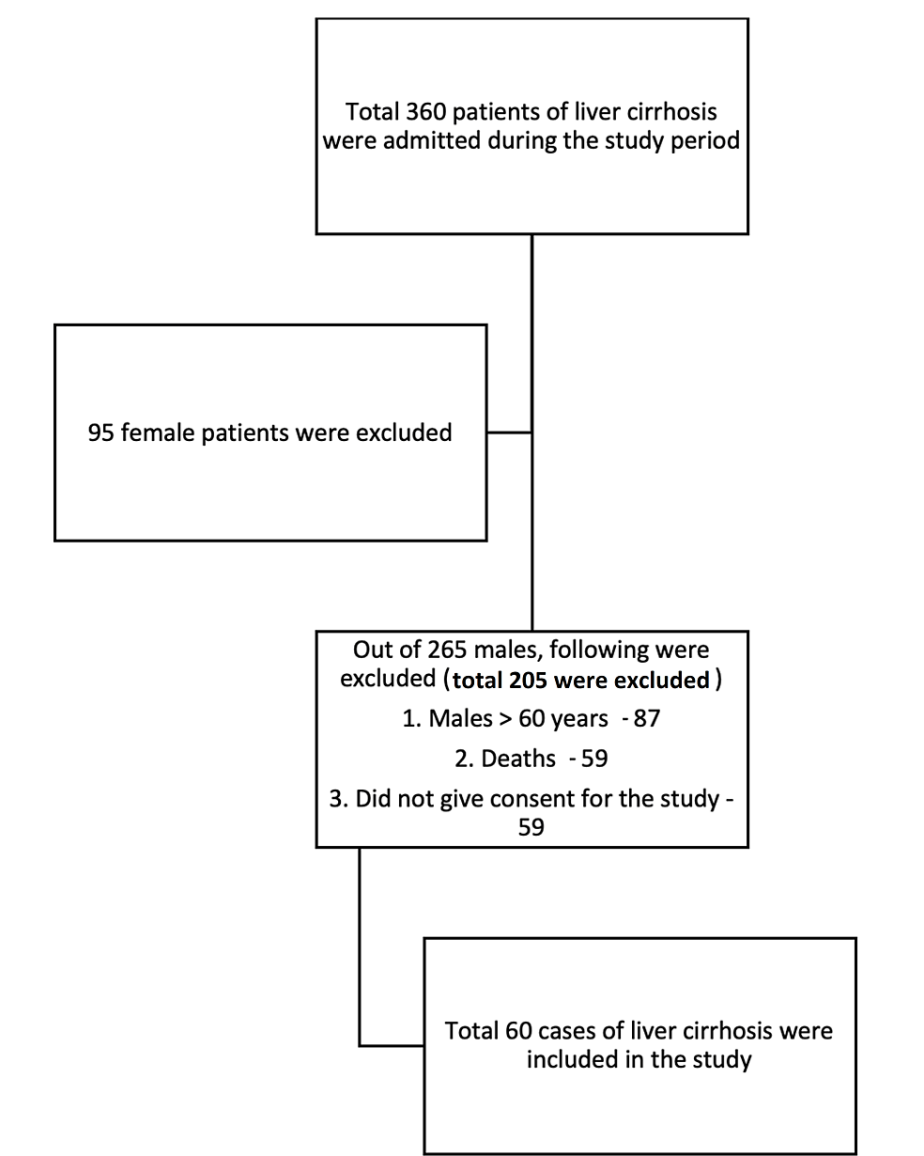 Total 360 patients of liver cirrhosis
were admitted during the study period
95 female patients were excluded
Out of 265 males, following were
excluded (total 205 were excluded)
1. Males > 60 years - 87
2. Deaths - 59
3. Did not give consent for the study -
59
Total 60 cases of liver cirrhosis were
included in the study